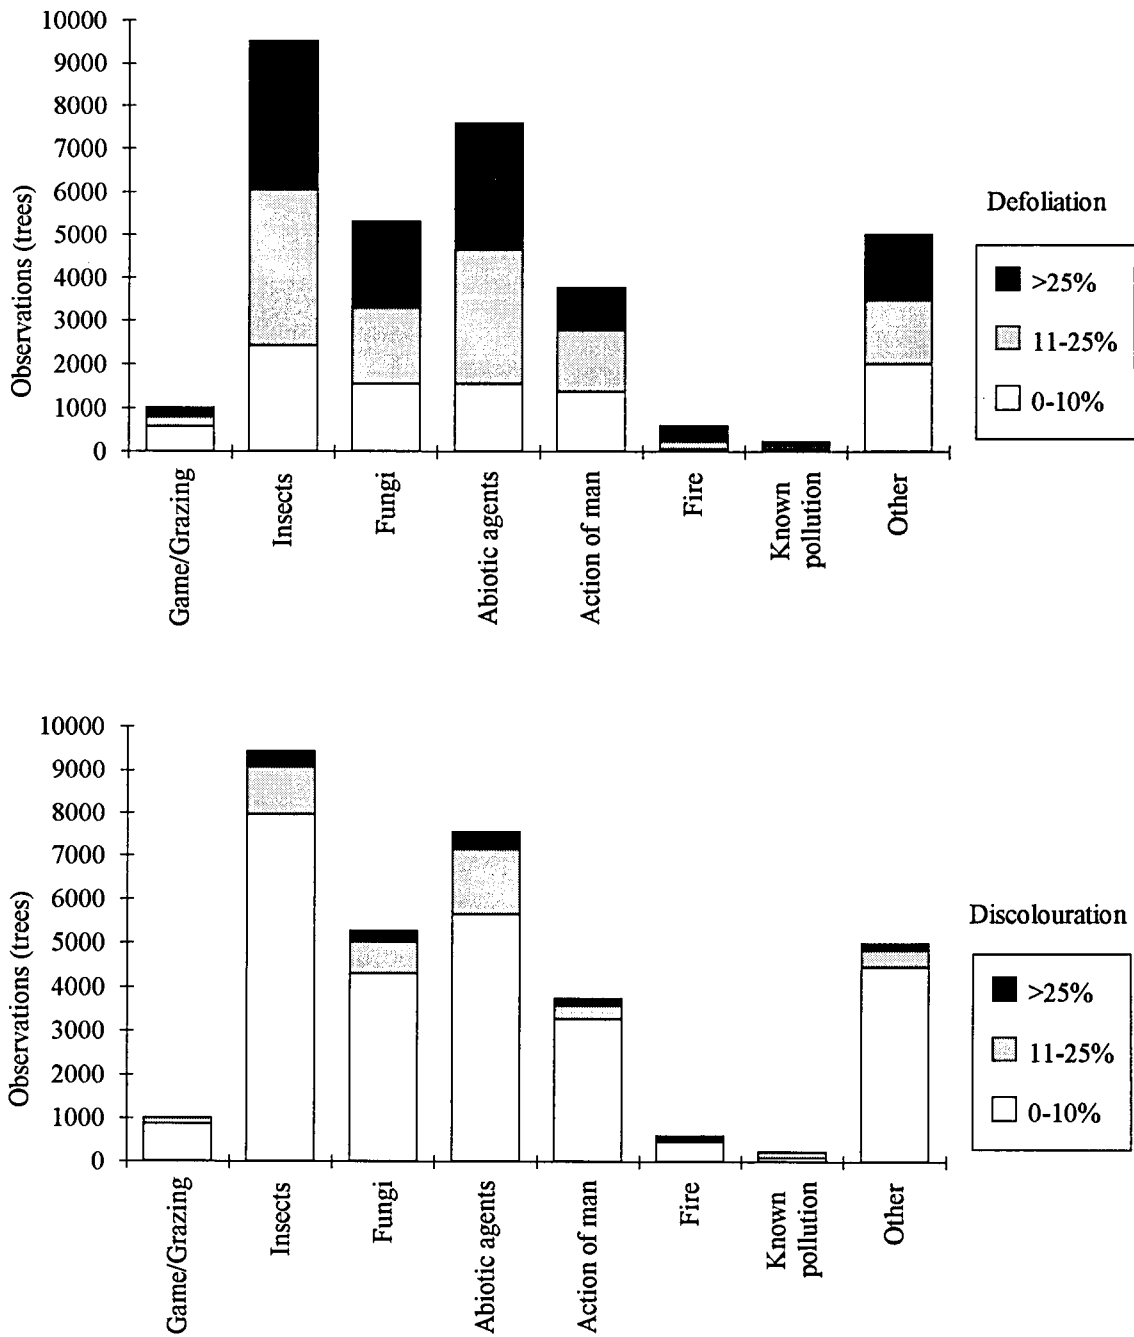 10000
9000
8000
7000
6000
5000
4000
3000
2000
1000
0
Observations (trees)
Game/Grazing
Insects
Fungi
Abiotic agents
Action of man
Fire
Known
pollution
Other
Defoliation
>25%
11-25%
0-10%
10000
9000
8000
7000
6000
5000
4000
3000
2000
1000
0
Observations (trees)
Game/Grazing
Insects
Fungi
Abiotic agents
Action of man
Fire
Known
pollution
Other
Discolouration
>25%
11-25%
0-10%